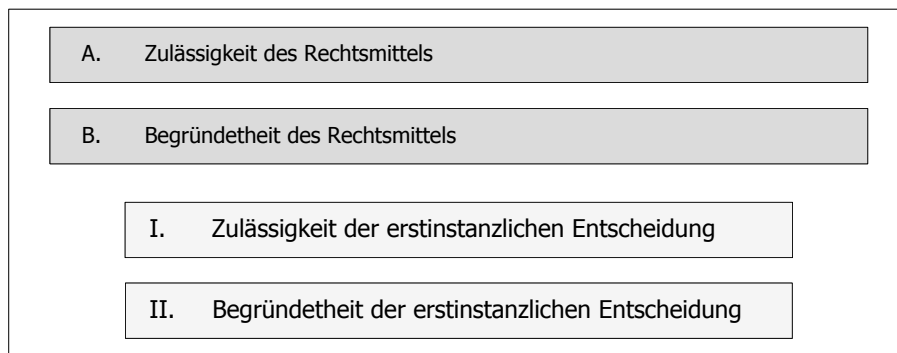 A. Zulässigkeit des Rechtsmittels
B. Begründetheit des Rechtsmittels
I. Zulässigkeit der erstinstanzlichen Entscheidung
II. Begründetheit der erstinstanzlichen Entscheidung